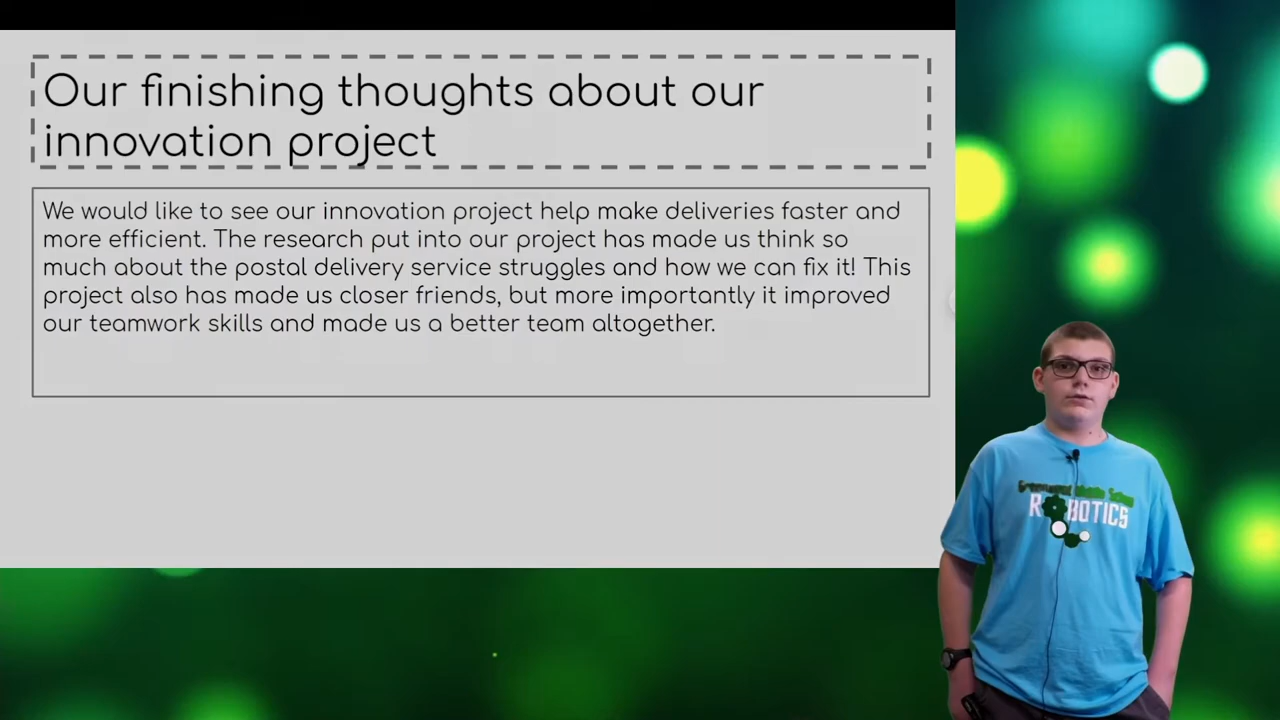 Our finishing thoughts about our
innovation project
We would like to see our innovation project help make deliveries faster and
more efficient. The research put into our project has made us think so
much about the postal delivery service struggles and how we can fix it! This
project also has made us closer friends, but more importantly it improved
our teamwork skills and made us a better team altogether.
ROBOTICS